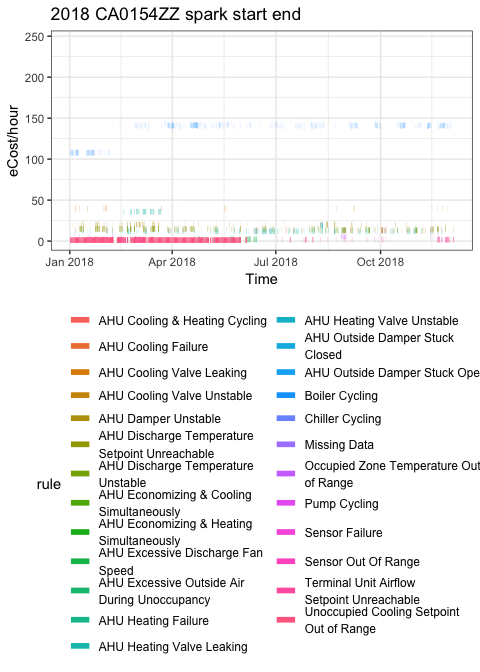 2018 CA0154ZZ spark start end
250
200
150
100
50
0
eCost/hour
Jan 2018
Apr 2018
Jul 2018
Oct 2018
Time
rule
AHU Cooling & Heating Cycling
AHU Cooling Failure
AHU Cooling Valve Leaking
AHU Cooling Valve Unstable
AHU Damper Unstable
AHU Discharge Temperature
Setpoint Unreachable
AHU Discharge Temperature
Unstable
AHU Economizing & Cooling
Simultaneously
AHU Economizing & Heating
Simultaneously
AHU Excessive Discharge Fan
Speed
AHU Excessive Outside Air
During Unoccupancy
AHU Heating Failure
AHU Heating Valve Leaking
AHU Heating Valve Unstable
AHU Outside Damper Stuck
Closed
AHU Outside Damper Stuck Ope
Boiler Cycling
Chiller Cycling
Missing Data
Occupied Zone Temperature Out
of Range
Pump Cycling
Sensor Failure
Sensor Out Of Range
Terminal Unit Airflow
Setpoint Unreachable
Unoccupied Cooling Setpoint
Out of Range